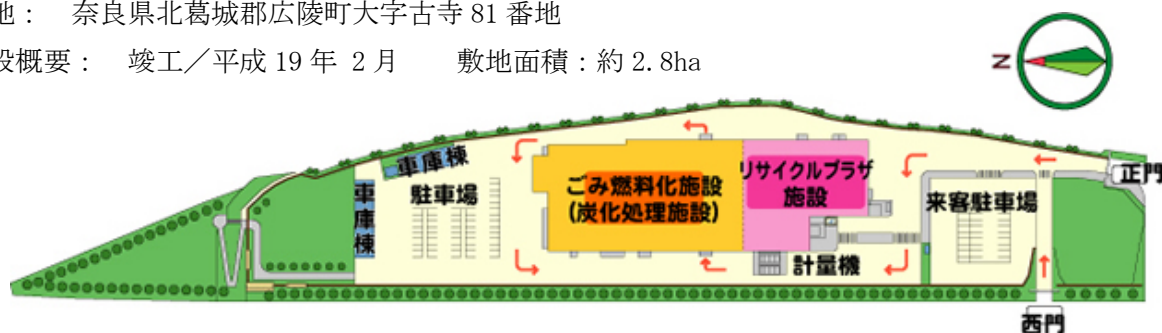 地： 奈良県北葛城郡広陵町大字古寺 81 番地
設概要： 竣工／平成 19 年 2 月 敷地面積：約 2.8ha
N
車庫棟
車庫棟
駐車場
ごみ燃料化施設
(炭化処理施設)
リサイクルプラザ
施設
計量機
来客駐車場
正門
西門